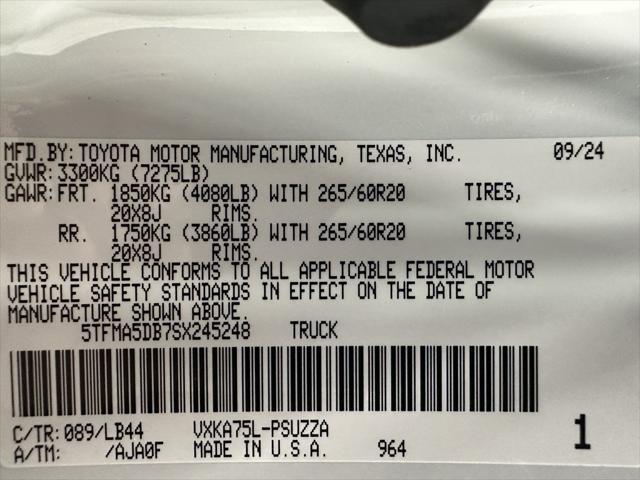 MFD.BY: TOYOTA MOTOR MANUFACTURING, TEXAS, INC. 09/24
GVWR: 3300KG (7275LB)
GAWR: FRT. 1850KG (4080LB) WITH 265/60R20 TIRES,
20X8J RIMS.
RR. 1750KG (3860LB) WITH 265/60R20 TIRES,
20X8J RIMS.
THIS VEHICLE CONFORMS TO ALL APPLICABLE FEDERAL MOTOR
VEHICLE SAFETY STANDARDS IN EFFECT ON THE DATE OF
MANUFACTURE SHOWN ABOVE.
5TFMA5DB7SX245248 TRUCK
C/TR: 089/LB44 VXKA75L-PSUZZA 1
A/TM: /AJA0F MADE IN U.S.A. 964